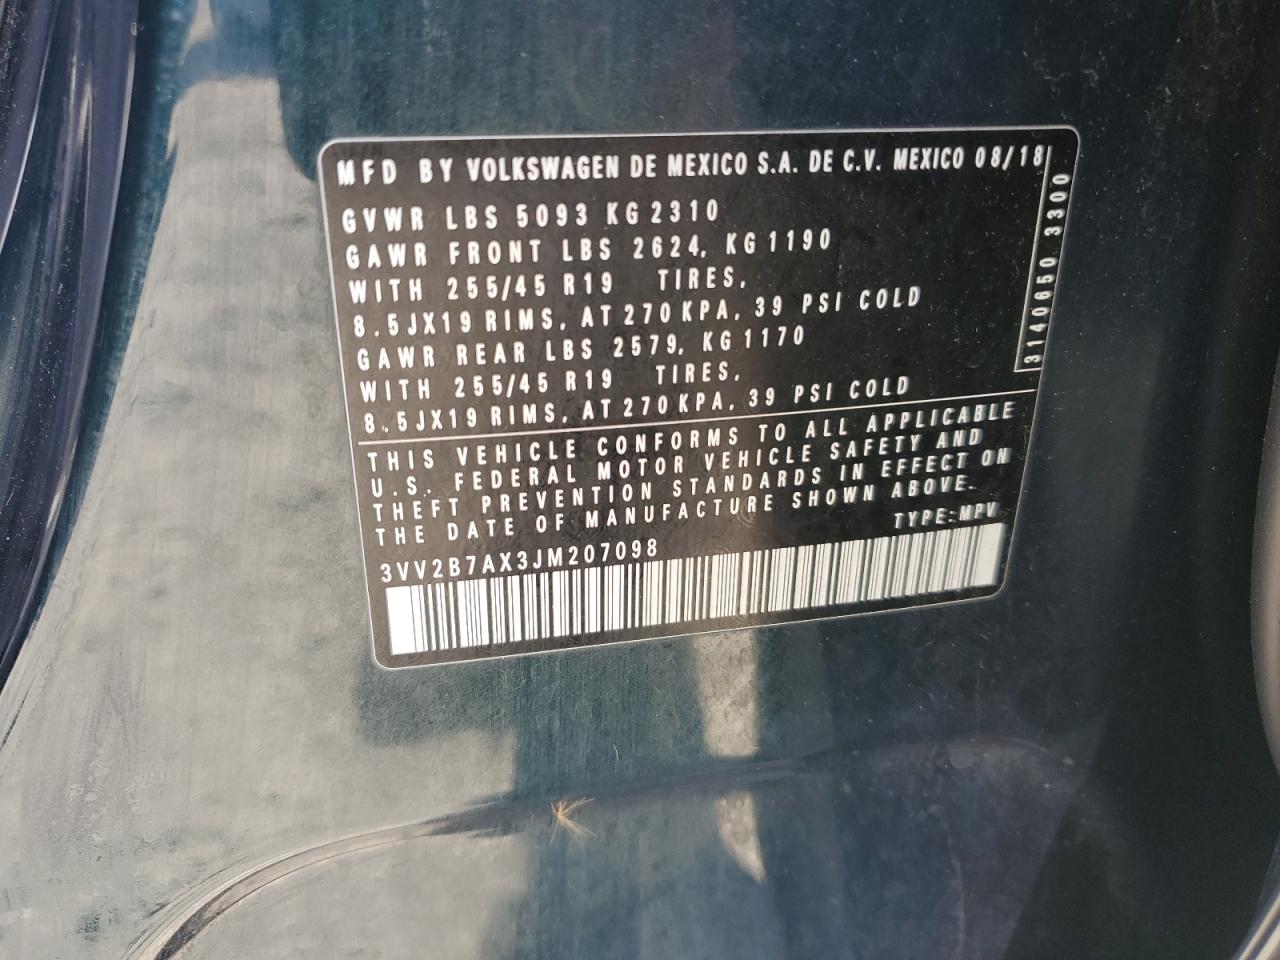 MFD BY VOLKSWAGEN DE MEXICO S.A. DE C.V. MEXICO 08/18
GVWR LBS 5093 KG 2310
GAWR FRONT LBS 2624, KG 1190
WITH 255/45 R19 TIRES,
8.5JX19 RIMS, AT 270 KPA, 39 PSI COLD
GAWR REAR LBS 2579, KG 1170
WITH 255/45 R19 TIRES,
8.5JX19 RIMS, AT 270 KPA, 39 PSI COLD
3140650 3300
THIS VEHICLE CONFORMS TO ALL APPLICABLE
U.S. FEDERAL MOTOR VEHICLE SAFETY AND
THEFT PREVENTION STANDARDS IN EFFECT ON
THE DATE OF MANUFACTURE SHOWN ABOVE.
TYPE:MPV
3VV2B7AX3JM207098